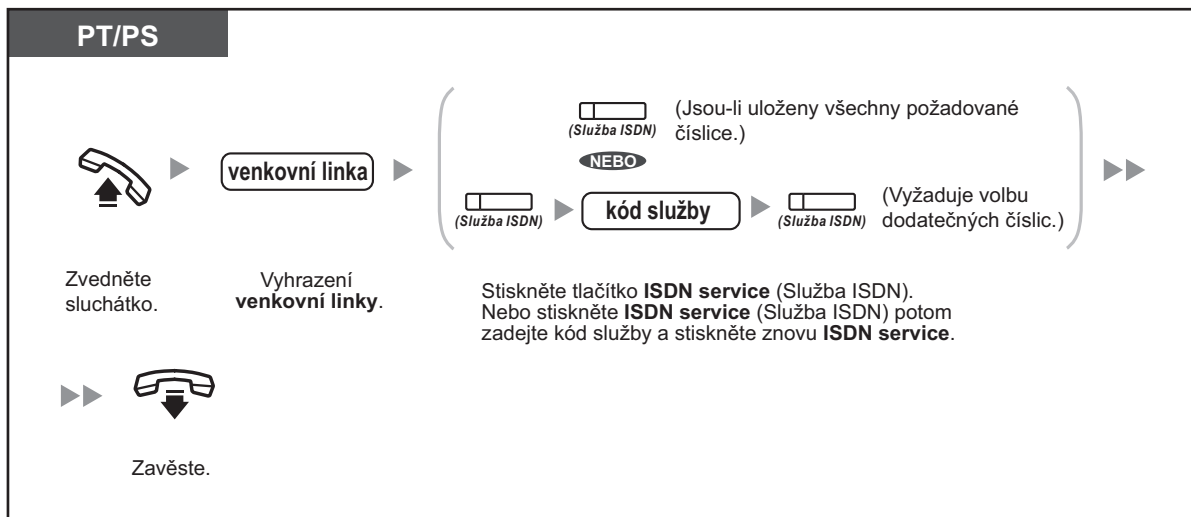 PT/PS
(Jsou-li uloženy všechny požadované
číslice.)
(Služba ISDN)
NEBO
venkovní linka
(Služba ISDN)
kód služby
(Služba ISDN)
(Vyžaduje volbu
dodatečných číslic.)
Zvedněte
sluchátko.
Vyhrazení
venkovní linky.
Stiskněte tlačítko ISDN service (Služba ISDN).
Nebo stiskněte ISDN service (Služba ISDN) potom
zadejte kód služby a stiskněte znovu ISDN service.
Zavěste.